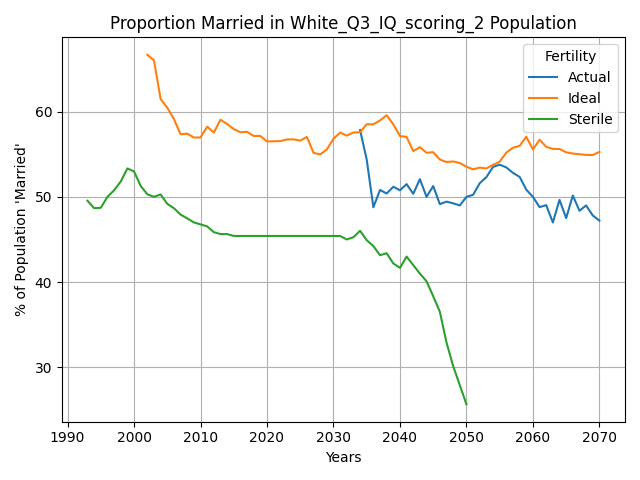 Proportion Married in White_Q3_IQ_scoring_2 Population
Fertility
Actual
Ideal
Sterile
% of Population 'Married'
60
50
40
30
1990 2000 2010 2020 2030 2040 2050 2060 2070
Years